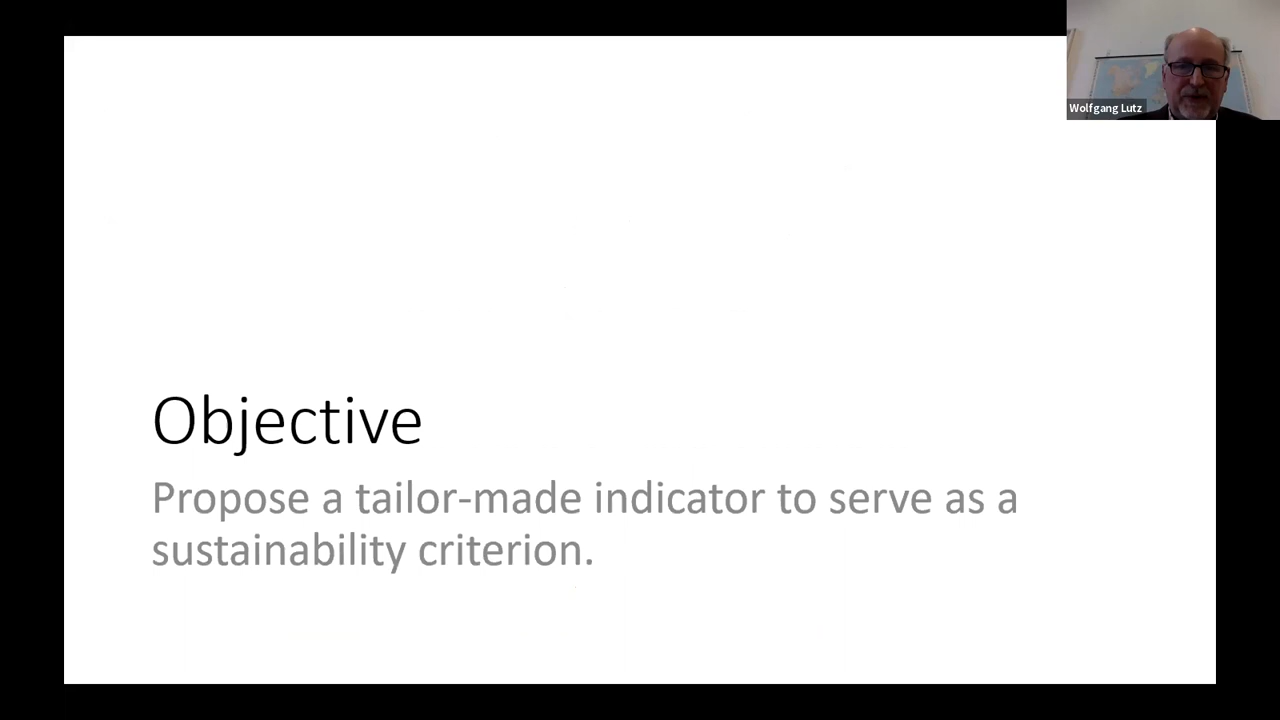 Wolfgang Lutz
Objective
Propose a tailor-made indicator to serve as a
sustainability criterion.